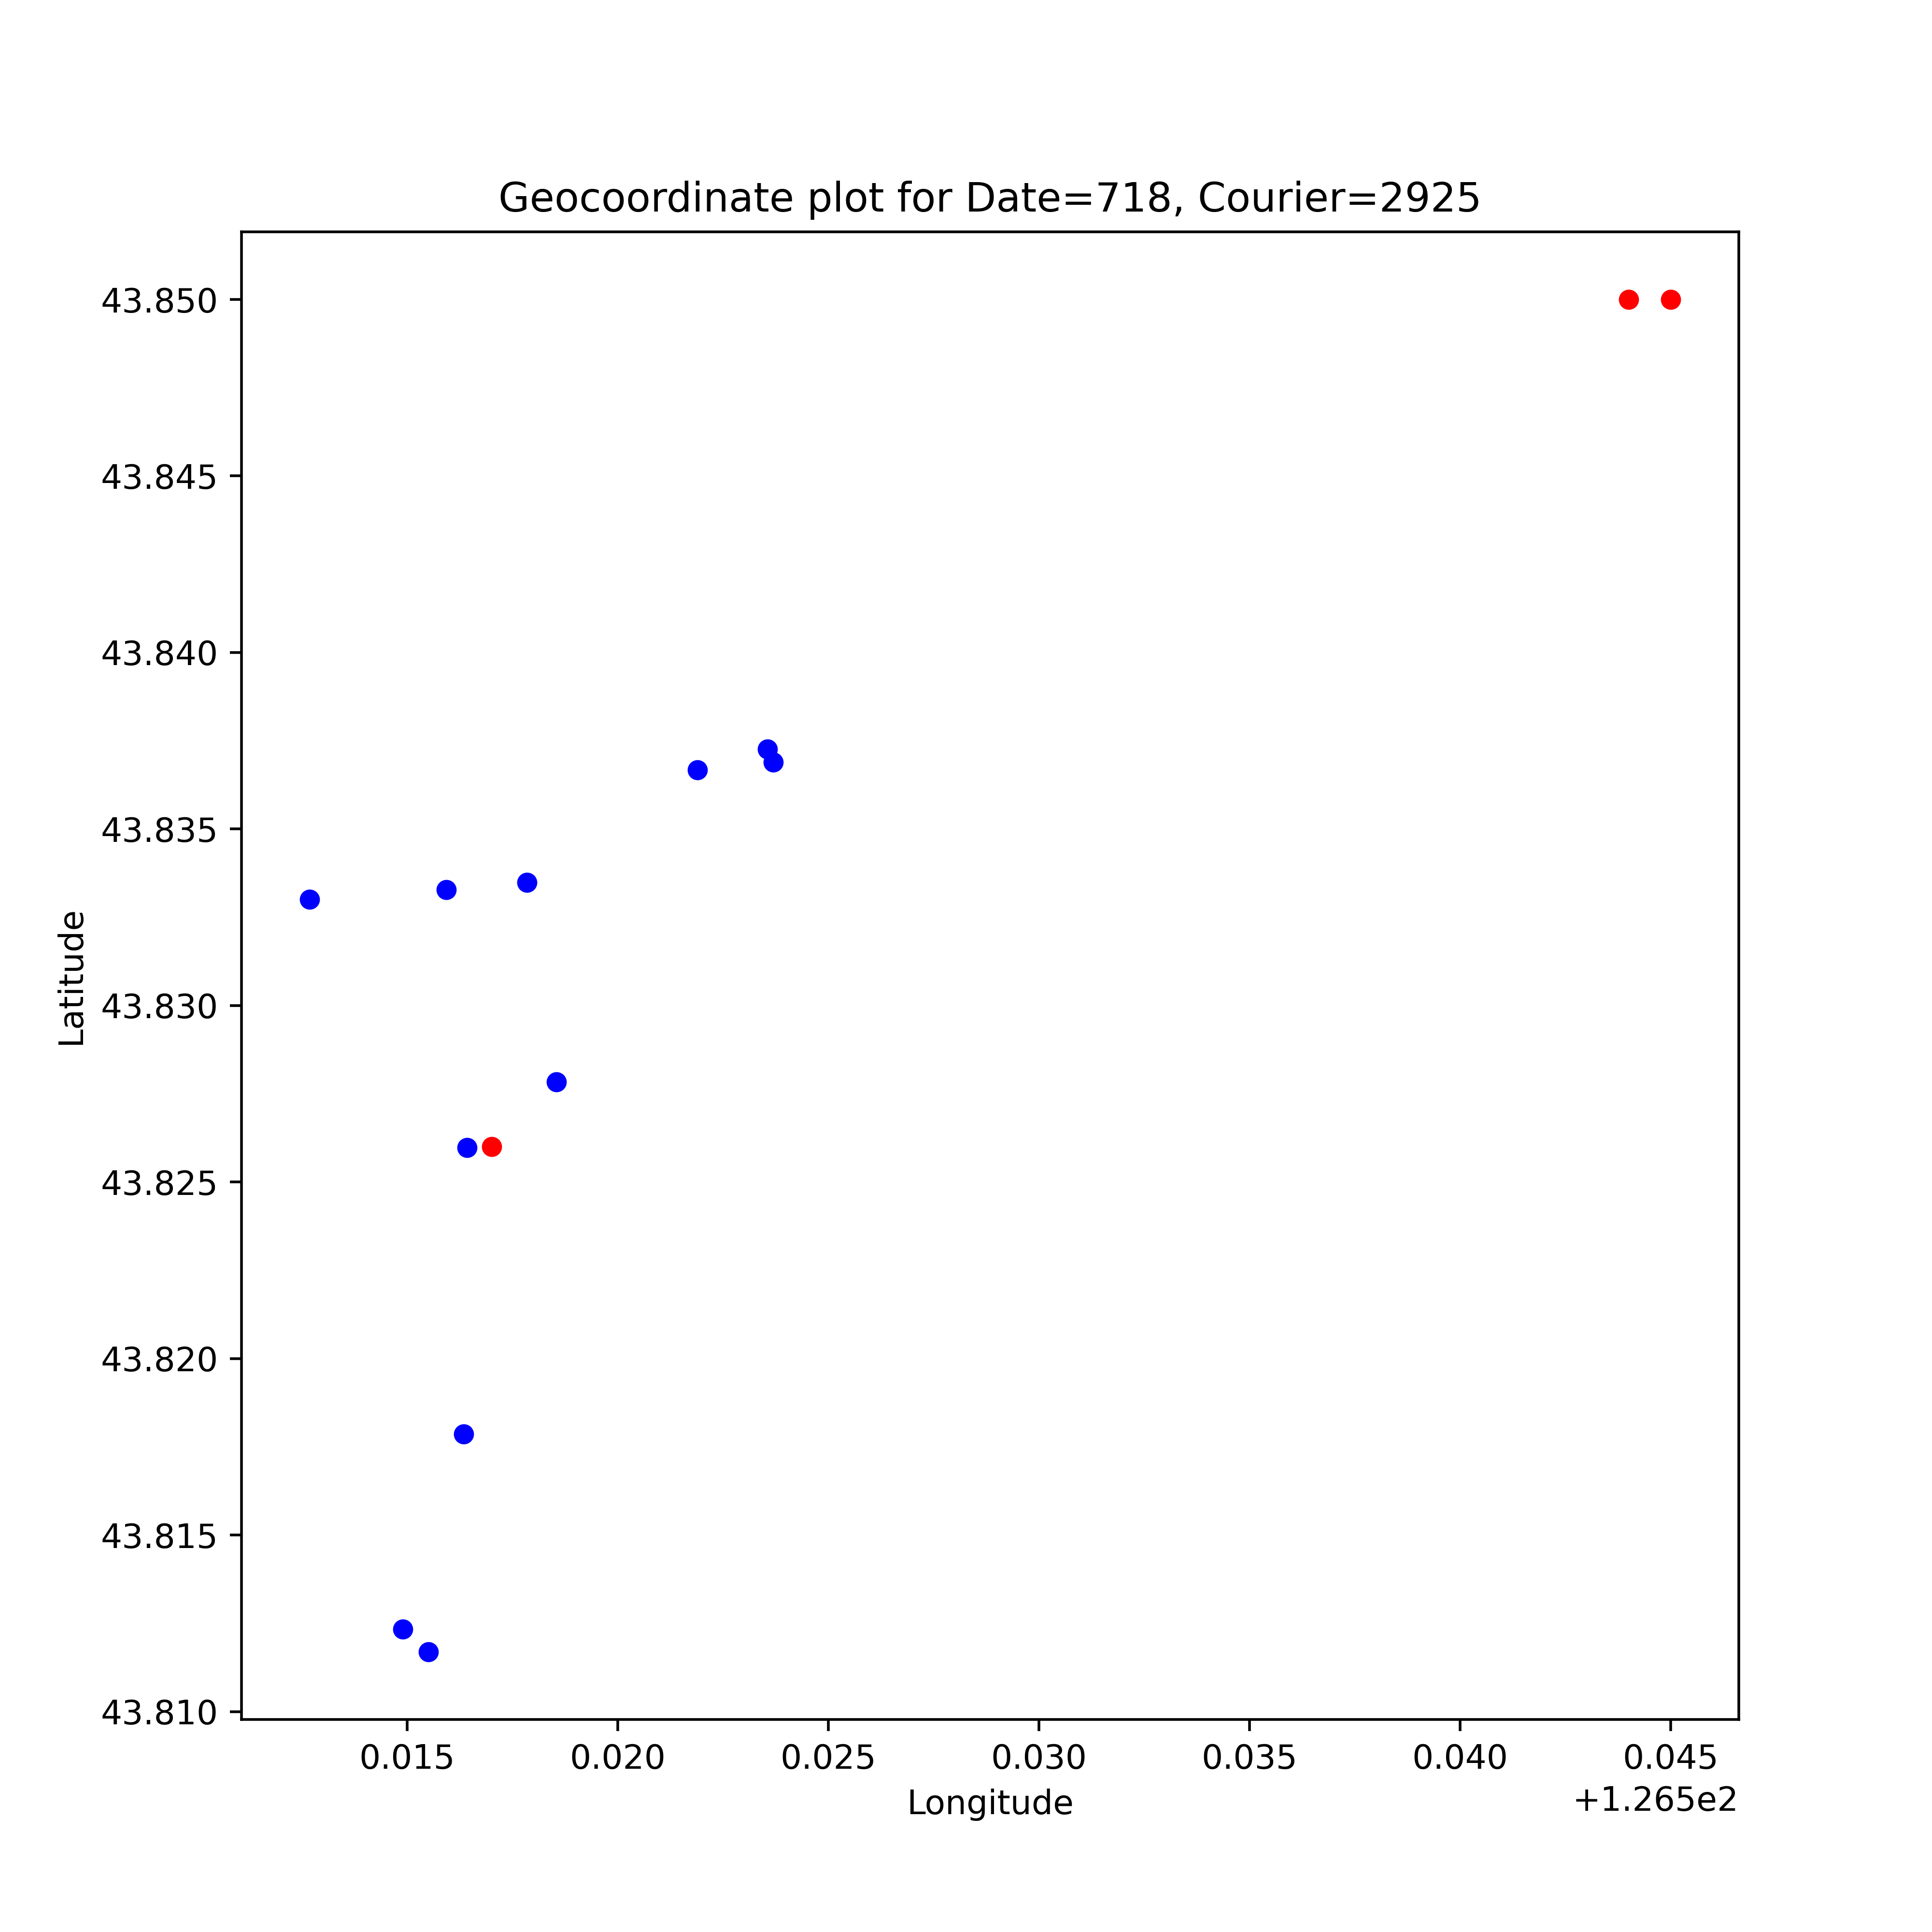 Geocoordinate plot for Date=718, Courier=2925
43.850
43.845
43.840
43.835
43.830
43.825
43.820
43.815
43.810
Latitude
0.015 0.020 0.025 0.030 0.035 0.040 0.045
+1.265e2
Longitude